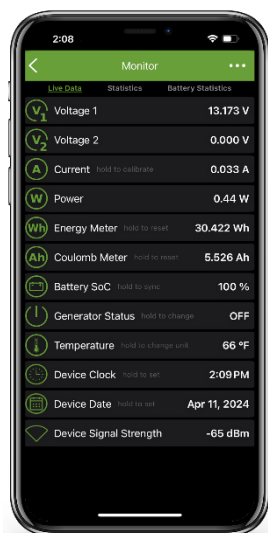 2:08
Monitor
Live Data Statistics Battery Statistics
V1 Voltage 1 13.173 V
V2 Voltage 2 0.000 V
A Current hold to calibrate 0.033 A
W Power 0.44 W
Wh Energy Meter hold to reset 30.422 Wh
Ah Coulomb Meter hold to reset 5.526 Ah
Battery SoC hold to sync 100 %
Generator Status hold to change OFF
Temperature hold to change unit 66 °F
Device Clock hold to set 2:09PM
Device Date hold to set Apr 11, 2024
Device Signal Strength -65 dBm